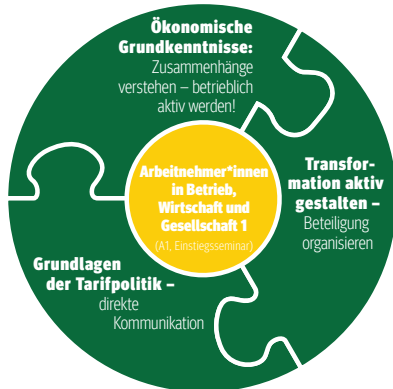 Ökonomische
Grundkenntnisse:
Zusammenhänge
verstehen – betrieblich
aktiv werden!
Arbeitnehmer*innen
in Betrieb,
Wirtschaft und
Gesellschaft 1
(A1, Einstiegsseminar)
Transfor-
mation aktiv
gestalten –
Beteiligung
organisieren
Grundlagen
der Tarifpolitik –
direkte
Kommunikation